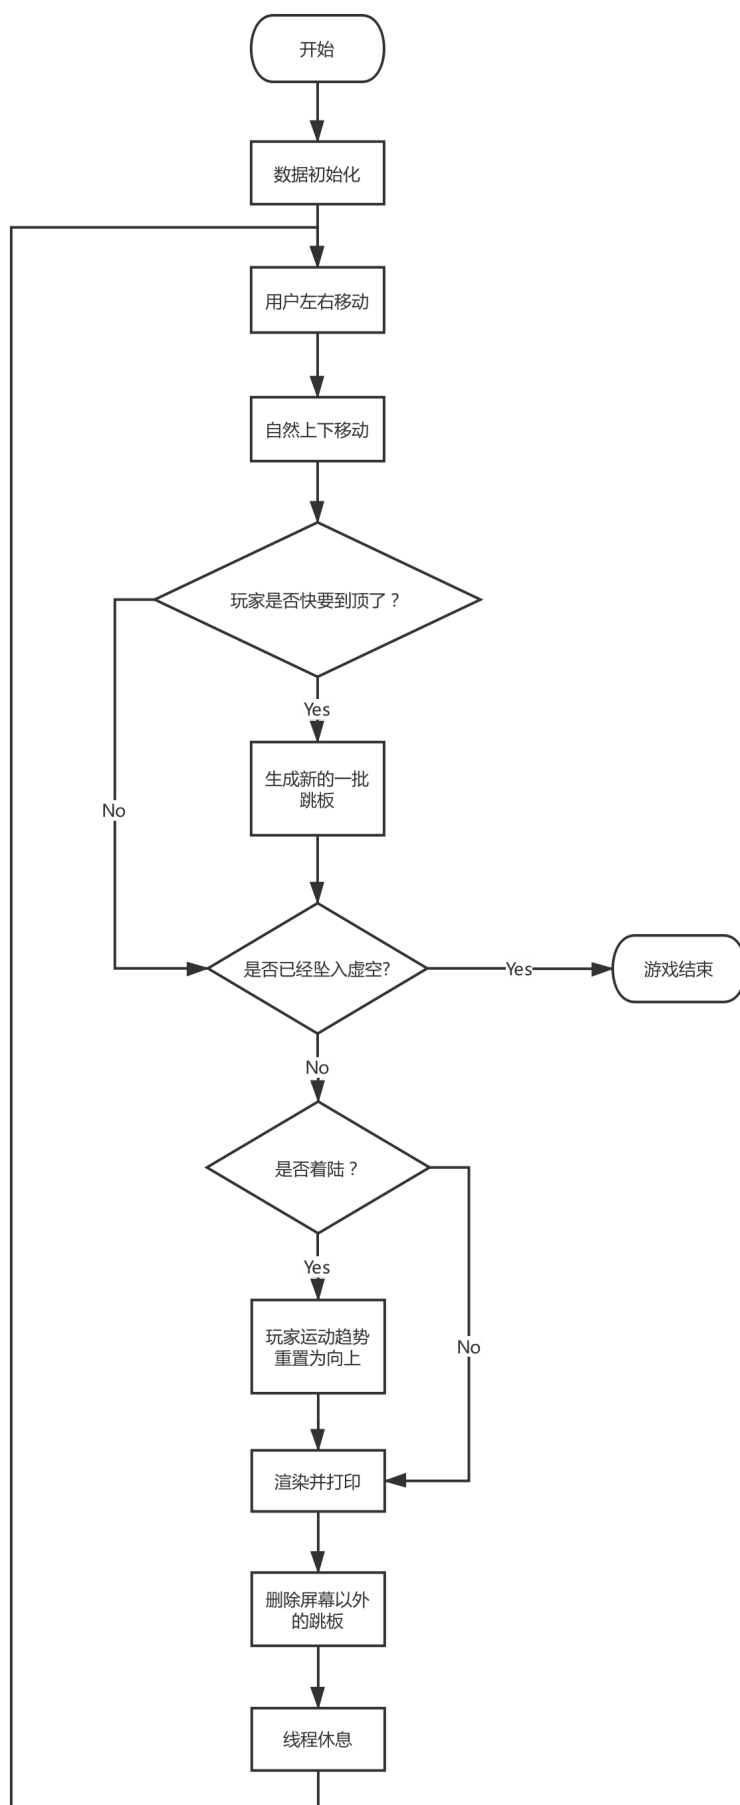 开始
数据初始化
用户左右移动
自然上下移动
玩家是否快要到顶了？
Yes
生成新的一批
跳板
No
是否已经坠入虚空?
Yes
游戏结束
No
是否着陆？
Yes
玩家运动趋势
重置为向上
No
渲染并打印
删除屏幕以外
的跳板
线程休息